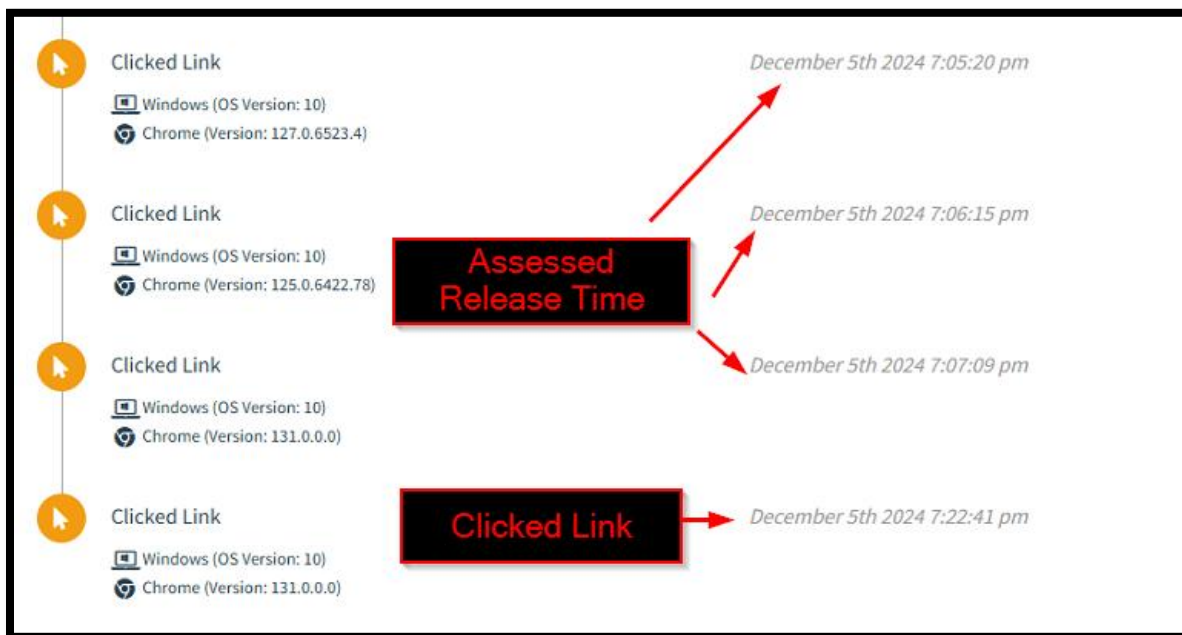 Clicked Link
December 5th 2024 7:05:20 pm
Windows (OS Version: 10)
Chrome (Version: 127.0.6523.4)
Clicked Link
December 5th 2024 7:06:15 pm
Windows (OS Version: 10)
Chrome (Version: 125.0.6422.78)
Assessed
Release Time
Clicked Link
December 5th 2024 7:07:09 pm
Windows (OS Version: 10)
Chrome (Version: 131.0.0.0)
Clicked Link
Clicked Link
December 5th 2024 7:22:41 pm
Windows (OS Version: 10)
Chrome (Version: 131.0.0.0)